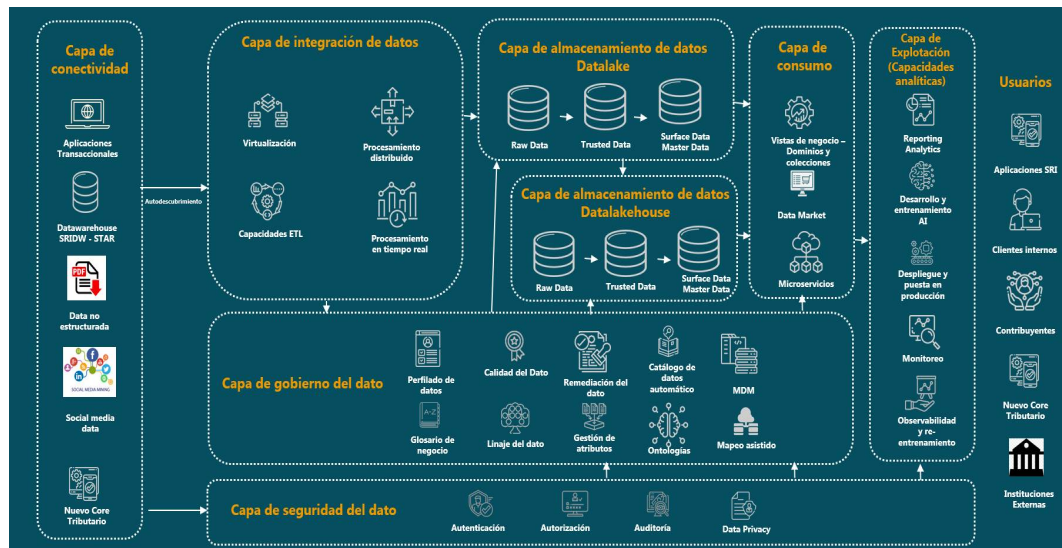 Capa de
conectividad
Aplicaciones
Transaccionales
Datawarehouse
SRIDW - STAR
PDF
Data no
estructurada
SOCIAL MEDIA MINING
Social media
data
Nuevo Core
Tributario
Autodescubrimiento
Capa de integración de datos
Virtualización
Procesamiento
distribuido
Capacidades ETL
Procesamiento
en tiempo real
Capa de almacenamiento de datos
Datalake
Raw Data
Trusted Data
Surface Data
Master Data
Capa de almacenamiento de datos
Datalakehouse
Raw Data
Trusted Data
Surface Data
Master Data
Capa de
consumo
Vistas de negocio –
Dominios y
colecciones
Data Market
Microservicios
Capa de
Explotación
(Capacidades
analíticas)
Reporting
Analytics
Desarrollo y
entrenamiento
AI
Despliegue y
puesta en
producción
Monitoreo
Observabilidad
y re-
entrenamiento
Usuarios
Aplicaciones SRI
Clientes internos
Contribuyentes
Nuevo Core
Tributario
Instituciones
Externas
Capa de gobierno del dato
Perfilado de
datos
Calidad del Dato
Remediación del
dato
Catálogo de
datos
automático
MDM
A-Z
Glosario de
negocio
Linaje del dato
Gestión de
atributos
Ontologías
Mapeo asistido
Capa de seguridad del dato
Autenticación
Autorización
Auditoría
Data Privacy